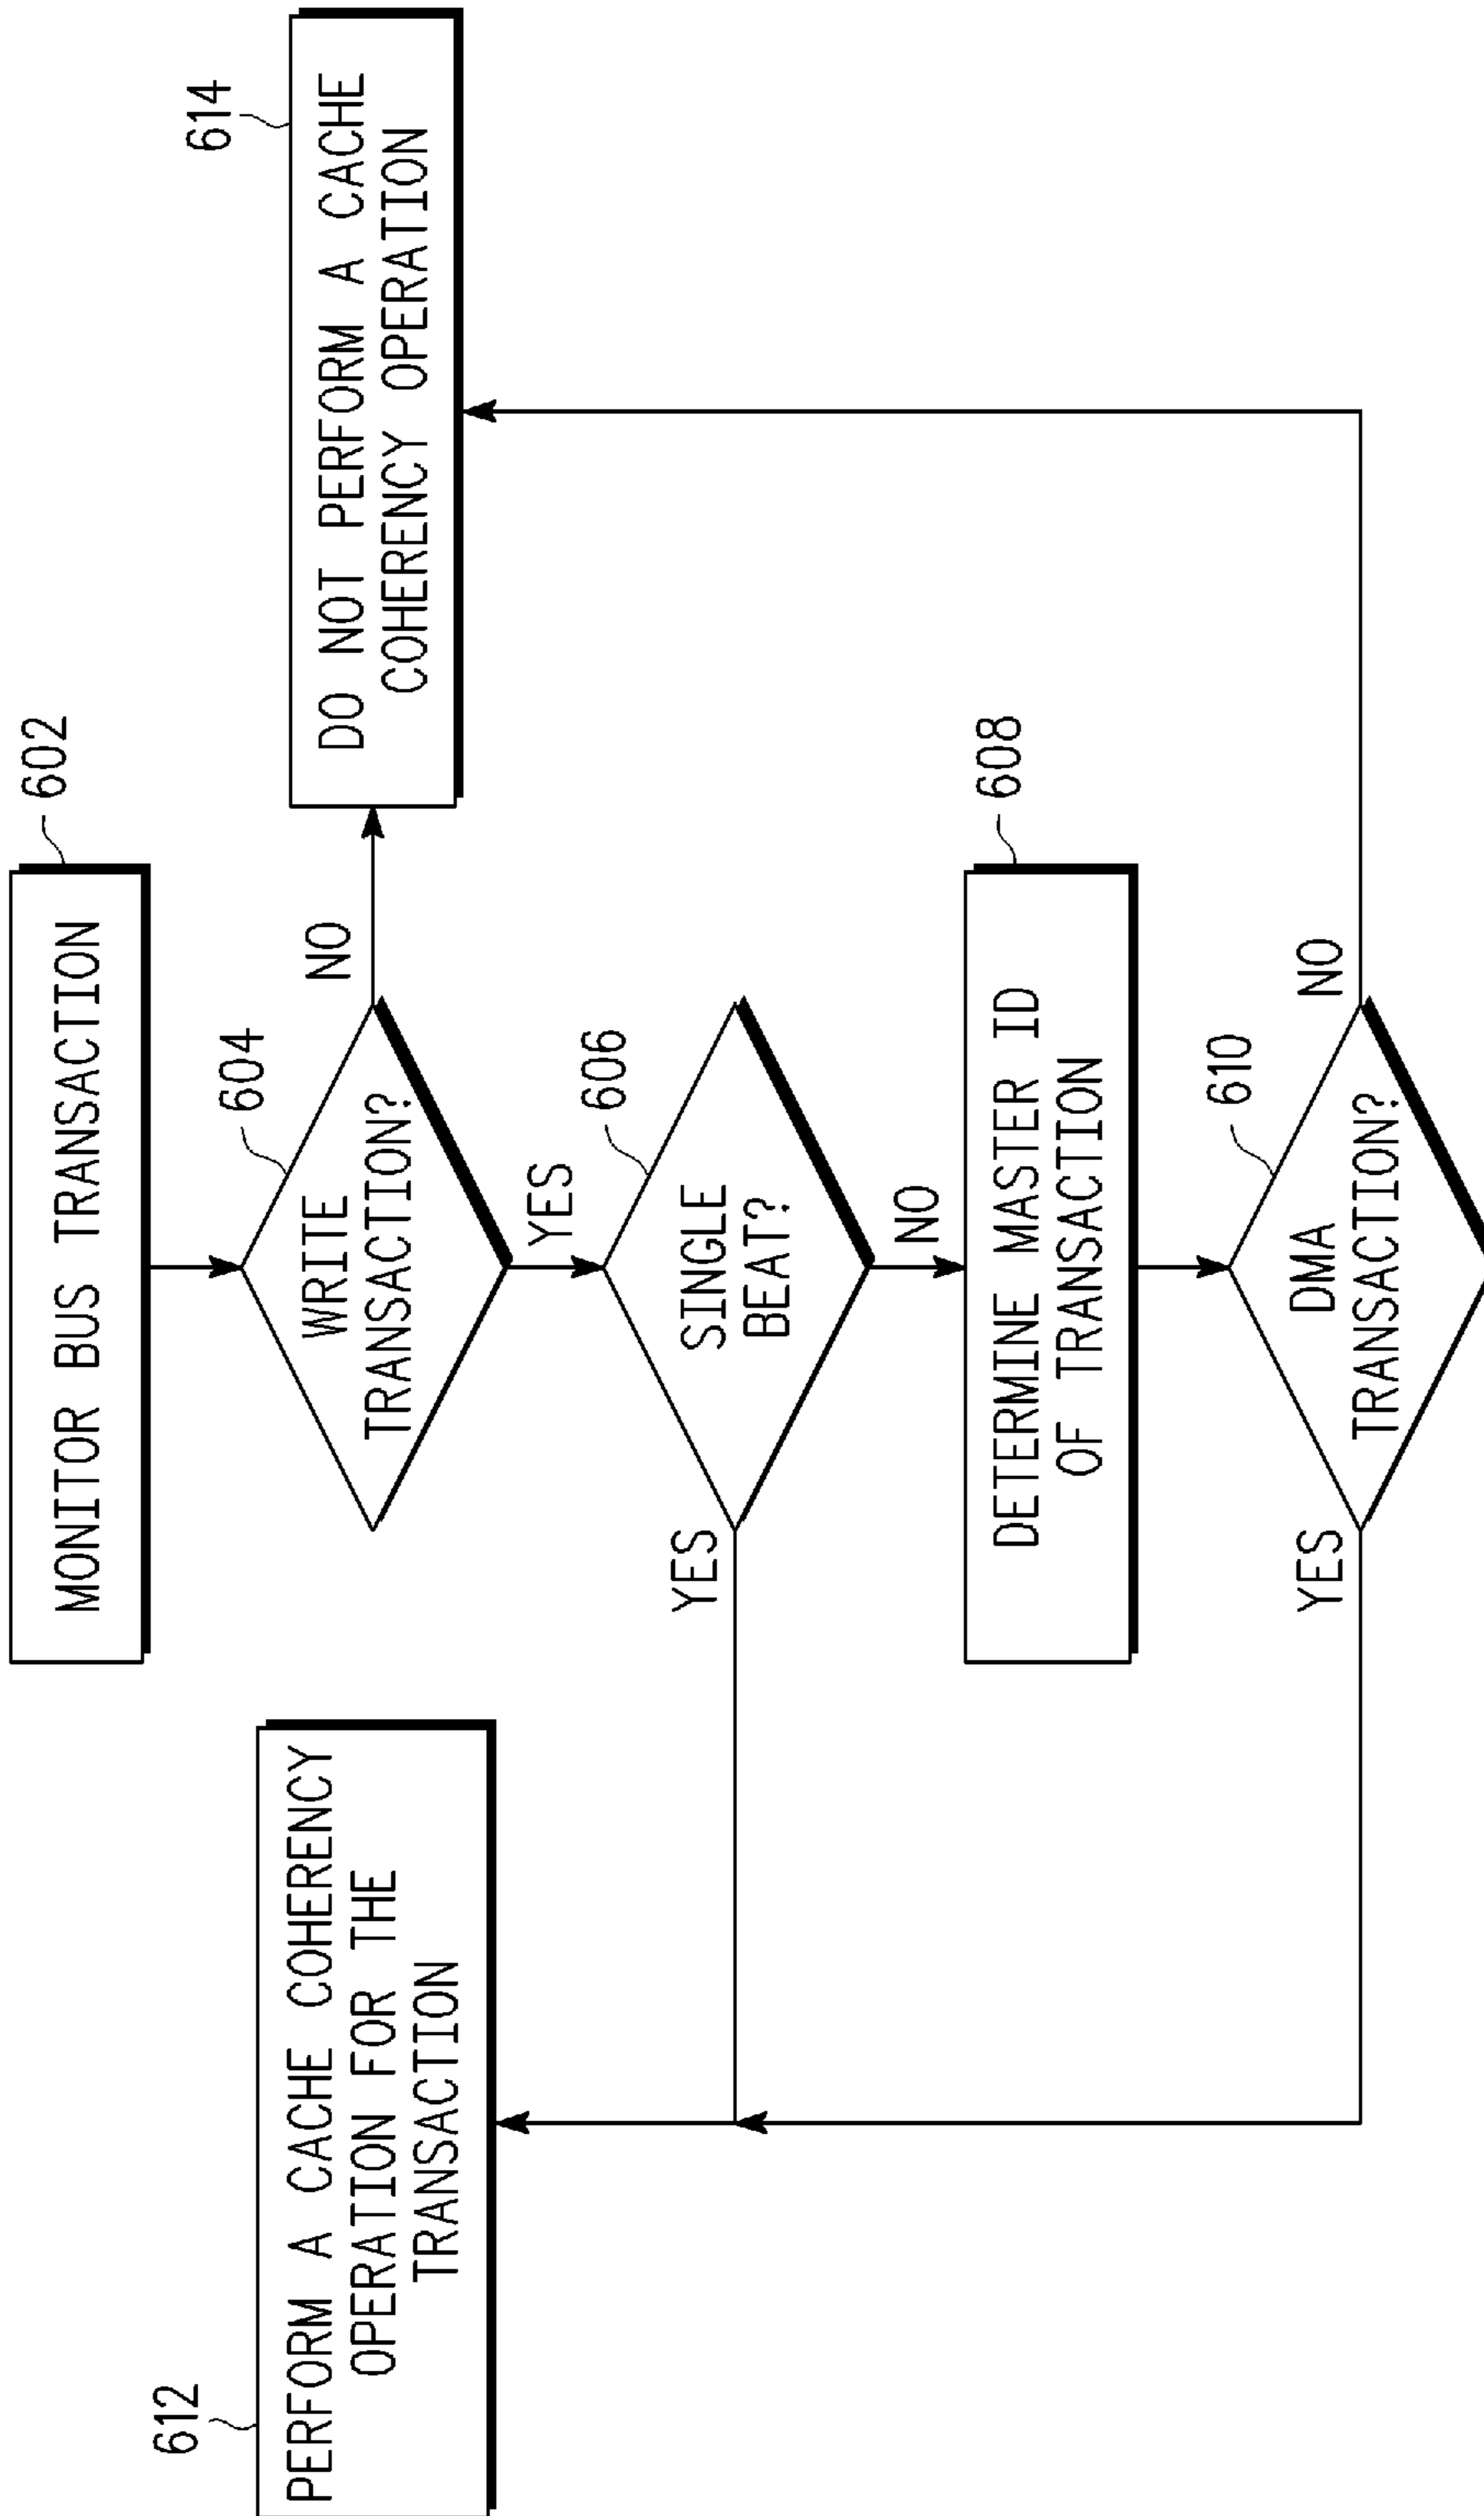 602
MONITOR BUS TRANSACTION
604
WRITE
TRANSACTION?
NO
YES
612
PERFORM A CACHE COHERENCY
OPERATION FOR THE
TRANSACTION
614
DO NOT PERFORM A CACHE
COHERENCY OPERATION
606
SINGLE
BEAT?
YES
NO
608
DETERMINE MASTER ID
OF TRANSACTION
610
DMA
TRANSACTION?
YES
NO